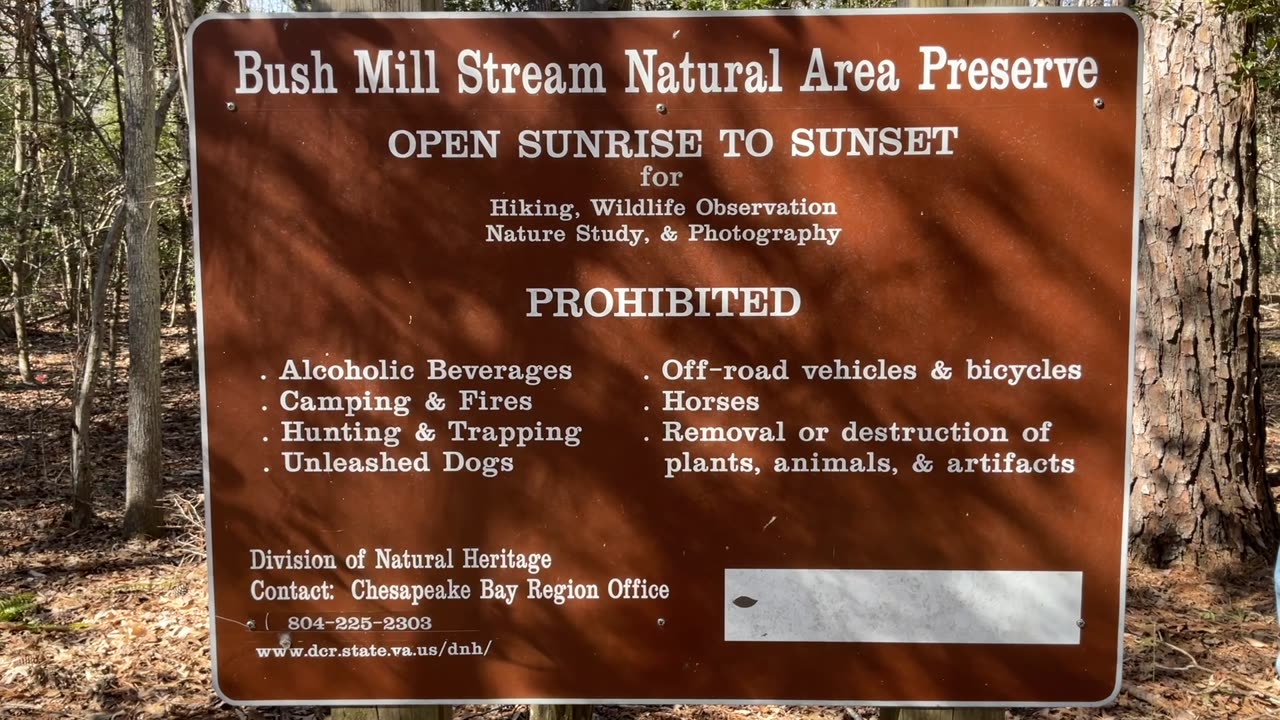 Bush Mill Stream Natural Area Preserve
OPEN SUNRISE TO SUNSET
for
Hiking, Wildlife Observation
Nature Study, & Photography
PROHIBITED
. Alcoholic Beverages
. Camping & Fires
. Hunting & Trapping
. Unleashed Dogs
. Off-road vehicles & bicycles
. Horses
. Removal or destruction of
plants, animals, & artifacts
Division of Natural Heritage
Contact: Chesapeake Bay Region Office
( 804-225-2303
www.dcr.state.va.us/dnh/